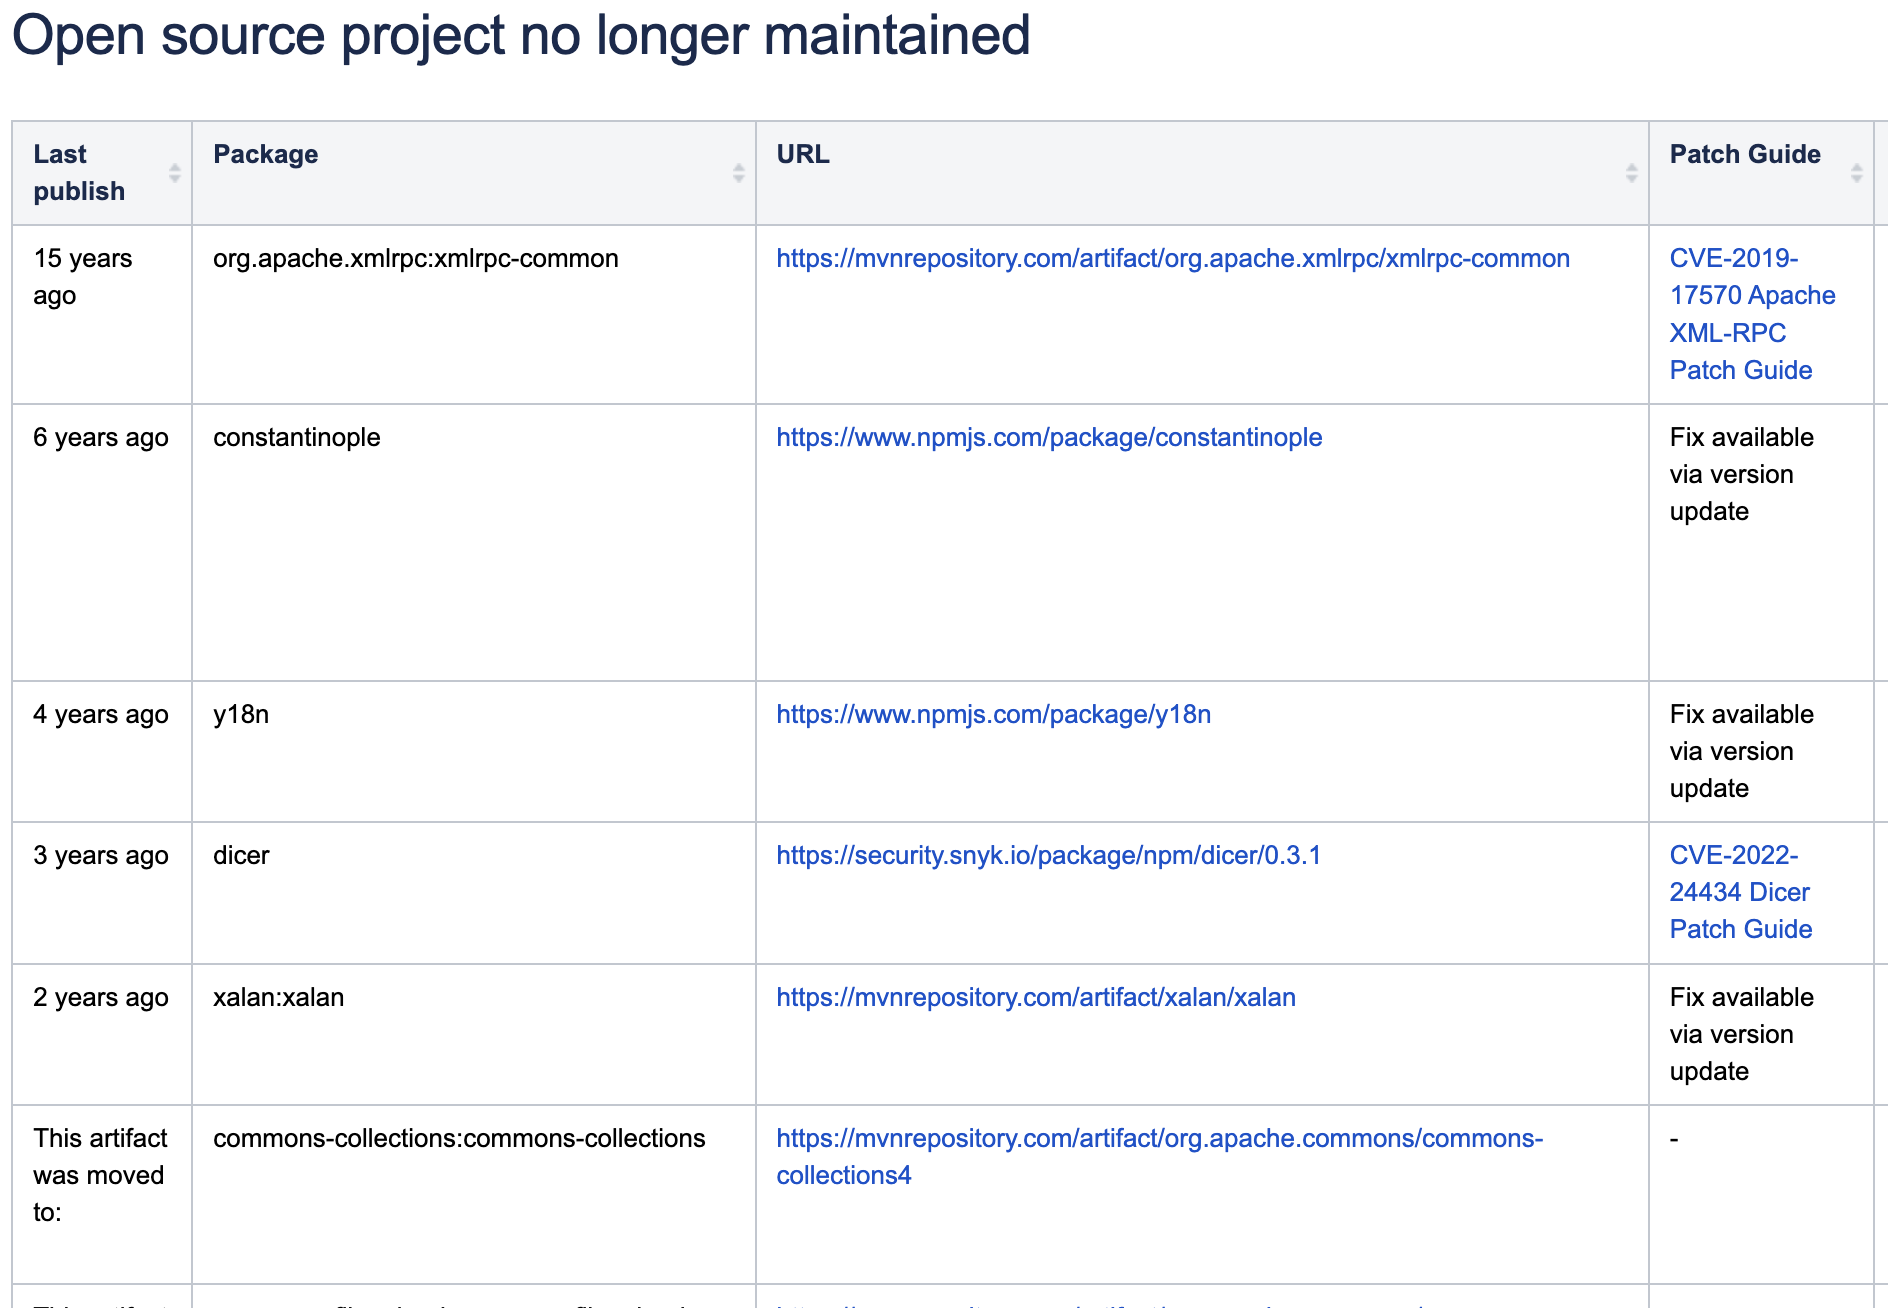 Open source project no longer maintained
Last
publish
Package
URL
Patch Guide
15 years
ago
org.apache.xmlrpc:xmlrpc-common
https://mvnrepository.com/artifact/org.apache.xmlrpc/xmlrpc-common
CVE-2019-
17570 Apache
XML-RPC
Patch Guide
6 years ago
constantinople
https://www.npmjs.com/package/constantinople
Fix available
via version
update
4 years ago
y18n
https://www.npmjs.com/package/y18n
Fix available
via version
update
3 years ago
dicer
https://security.snyk.io/package/npm/dicer/0.3.1
CVE-2022-
24434 Dicer
Patch Guide
2 years ago
xalan:xalan
https://mvnrepository.com/artifact/xalan/xalan
Fix available
via version
update
This artifact
was moved
to:
commons-collections:commons-collections
https://mvnrepository.com/artifact/org.apache.commons/commons-
collections4
-